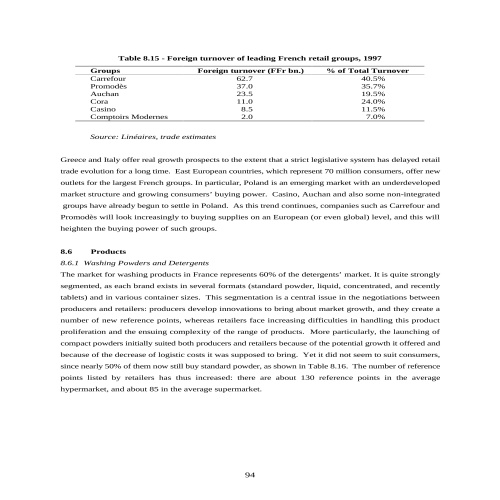 Table 8.15 - Foreign turnover of leading French retail groups, 1997
Groups Foreign turnover (FFr bn.) % of Total Turnover
Carrefour 62.7 40.5%
Promodès 37.0 35.7%
Auchan 23.5 19.5%
Cora 11.0 24.0%
Casino 8.5 11.5%
Comptoirs Modernes 2.0 7.0%
Source: Linéaires, trade estimates
Greece and Italy offer real growth prospects to the extent that a strict legislative system has delayed retail
trade evolution for a long time. East European countries, which represent 70 million consumers, offer new
outlets for the largest French groups. In particular, Poland is an emerging market with an underdeveloped
market structure and growing consumers' buying power. Casino, Auchan and also some non-integrated
groups have already begun to settle in Poland. As this trend continues, companies such as Carrefour and
Promodès will look increasingly to buying supplies on an European (or even global) level, and this will
heighten the buying power of such groups.
8.6 Products
8.6.1 Washing Powders and Detergents
The market for washing products in France represents 60% of the detergents' market. It is quite strongly
segmented, as each brand exists in several formats (standard powder, liquid, concentrated, and recently
tablets) and in various container sizes. This segmentation is a central issue in the negotiations between
producers and retailers: producers develop innovations to bring about market growth, and they create a
number of new reference points, whereas retailers face increasing difficulties in handling this product
proliferation and the ensuing complexity of the range of products. More particularly, the launching of
compact powders initially suited both producers and retailers because of the potential growth it offered and
because of the decrease of logistic costs it was supposed to bring. Yet it did not seem to suit consumers,
since nearly 50% of them now still buy standard powder, as shown in Table 8.16. The number of reference
points listed by retailers has thus increased: there are about 130 reference points in the average
hypermarket, and about 85 in the average supermarket.
94